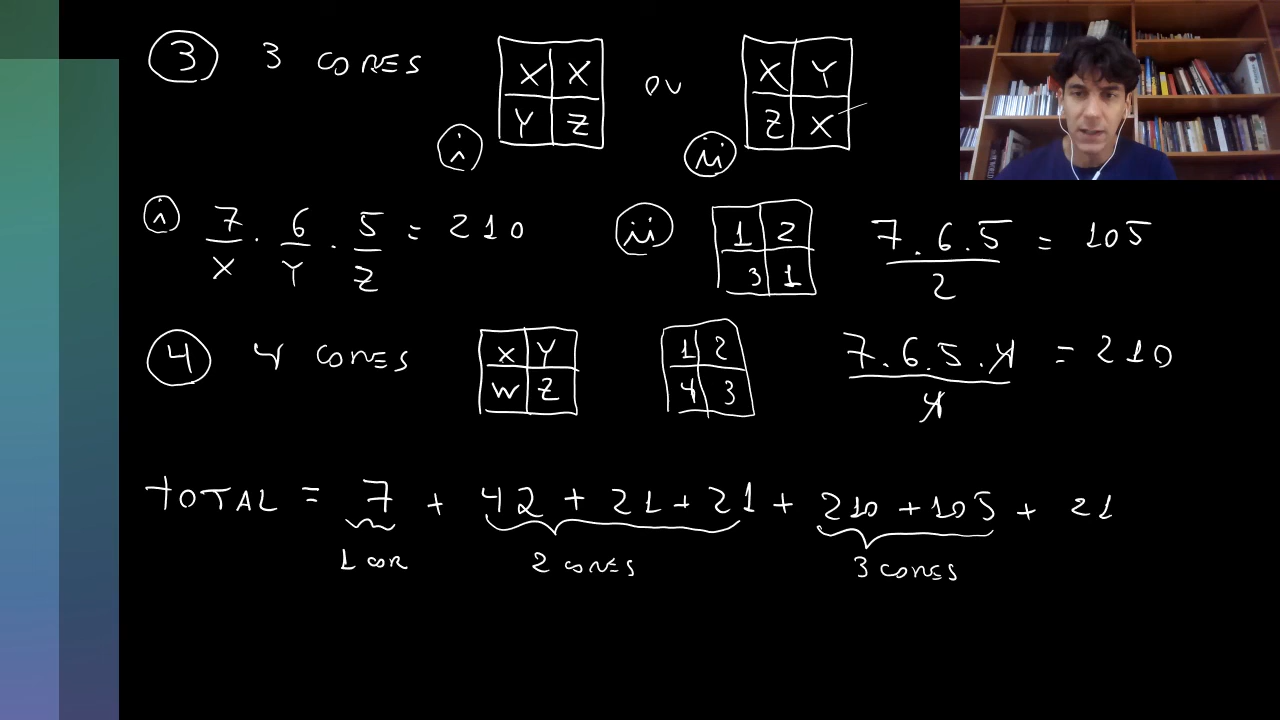 3 3 CORES X X Y Z OU X Y Z X
i ii
i 7/X . 6/Y . 5/Z = 210 ii 1 2 3 1 7.6.5/2 = 105
4 4 CORES X Y W Z 1 2 4 3 7.6.5.4/4 = 210
TOTAL = 7 + 42 + 21 + 21 + 210 + 105 + 21
1 COR 2 CORES 3 CORES